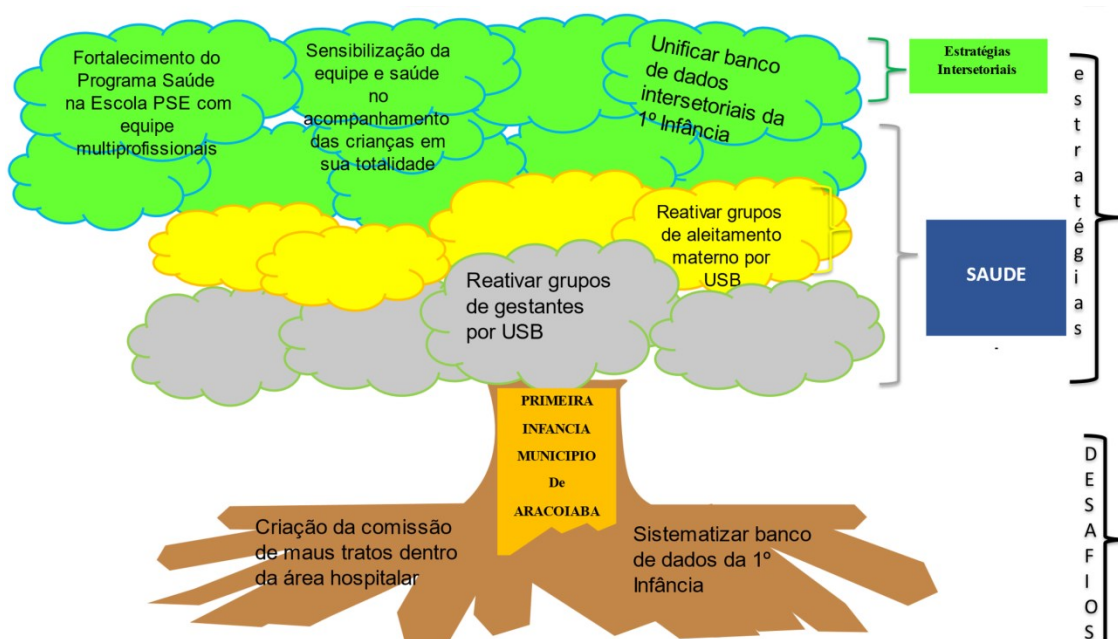 Fortalecimento do
Programa Saúde
na Escola PSE com
equipe
multiprofissionais
Sensibilização da
equipe e saúde
no
acompanhamento
das crianças em
sua totalidade
Unificar banco
de dados
intersetoriais da
1º Infância
Estratégias
Intersetoriais
estratégias
Reativar grupos
de aleitamento
materno por
USB
SAUDE
-
Reativar grupos
de gestantes
por USB
PRIMEIRA
INFANCIA
MUNICIPIO
De
ARACOIABA
DESAFIOS
Criação da comissão
de maus tratos dentro
da área hospitalar
Sistematizar banco
de dados da 1º
Infância